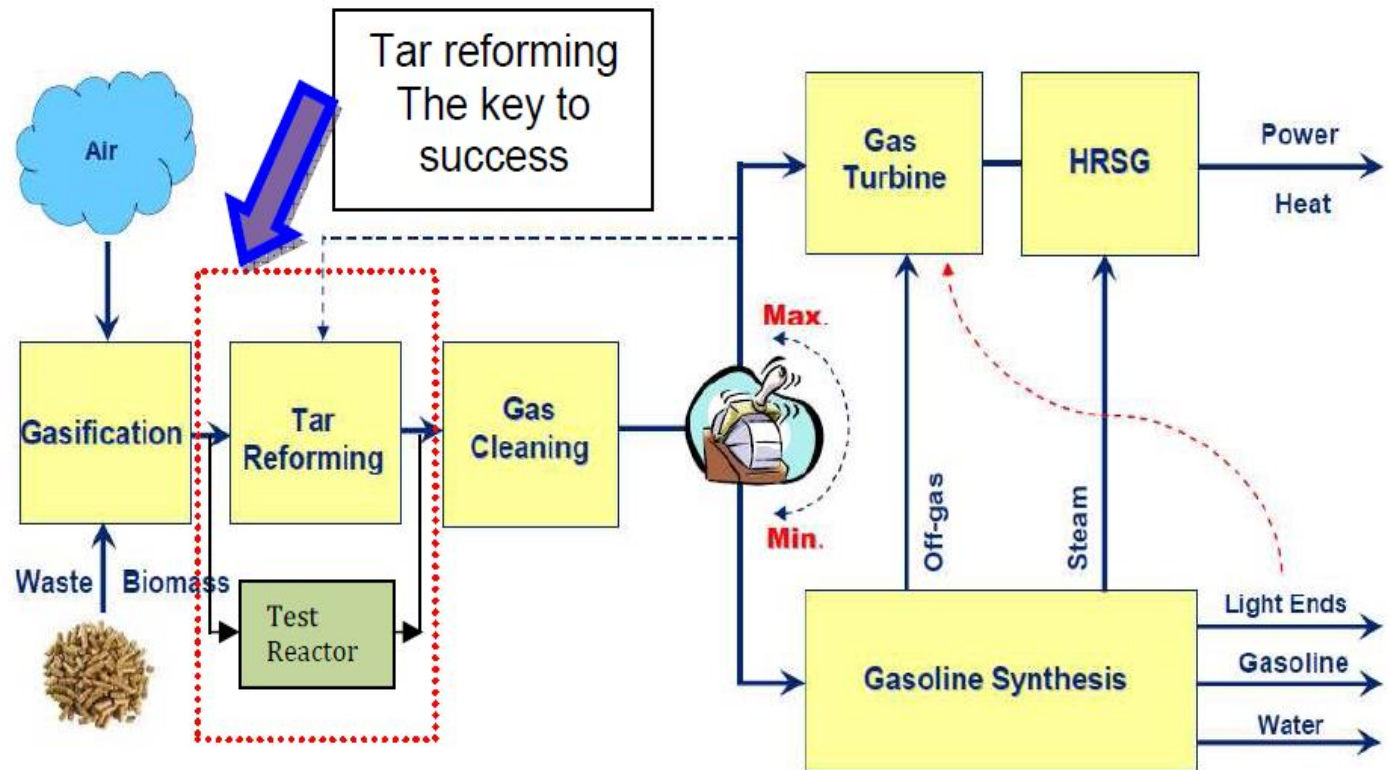 Tar reforming
The key to
success
Air
Gas
Turbine
HRSG
Power
Heat
Max.
Gasification
Tar
Reforming
Gas
Cleaning
Min.
Off-gas
Steam
Waste
Biomass
Test
Reactor
Gasoline Synthesis
Light Ends
Gasoline
Water